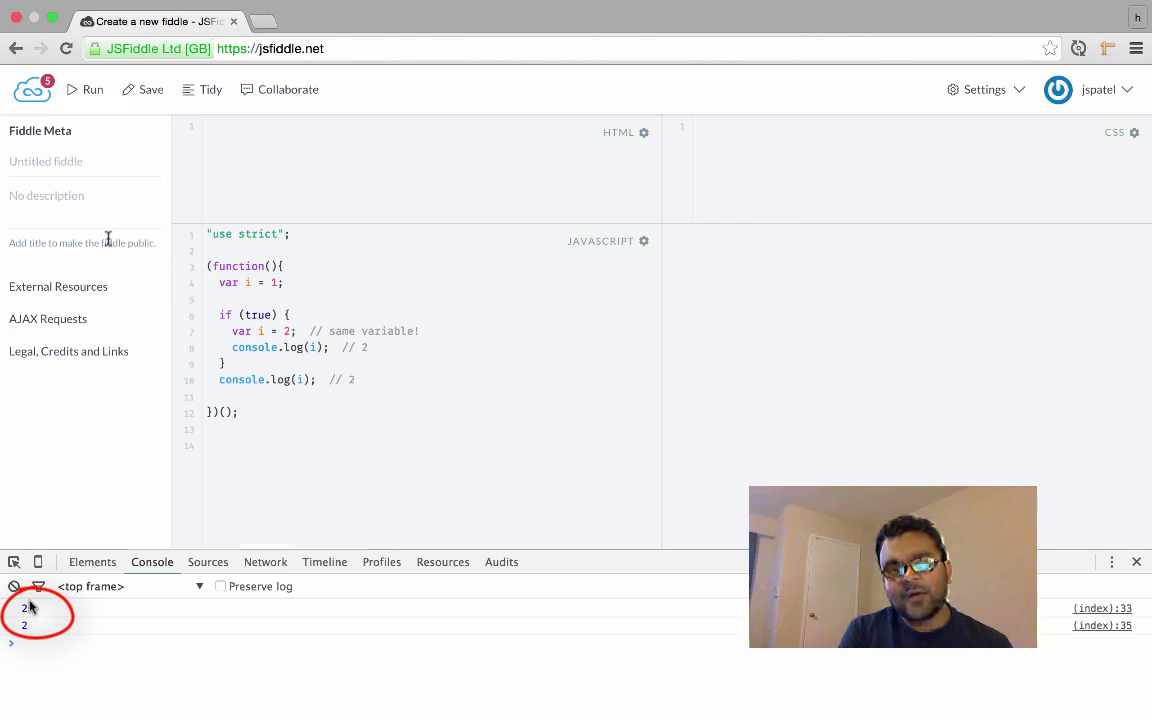 Create a new fiddle - JSFid
h
JSFiddle Ltd [GB] https://jsfiddle.net
5
Run Save Tidy Collaborate Settings jspatel
Fiddle Meta
Untitled fiddle
No description
Add title to make the fiddle public.
External Resources
AJAX Requests
Legal, Credits and Links
1
HTML
1
CSS
JAVASCRIPT
1 "use strict";
2
3 (function(){
4 var i = 1;
5
6 if (true) {
7 var i = 2; // same variable!
8 console.log(i); // 2
9 }
10 console.log(i); // 2
11
12 })();
13
14
Elements Console Sources Network Timeline Profiles Resources Audits
<top frame> ▼ Preserve log
2 (index):33
2 (index):35
>